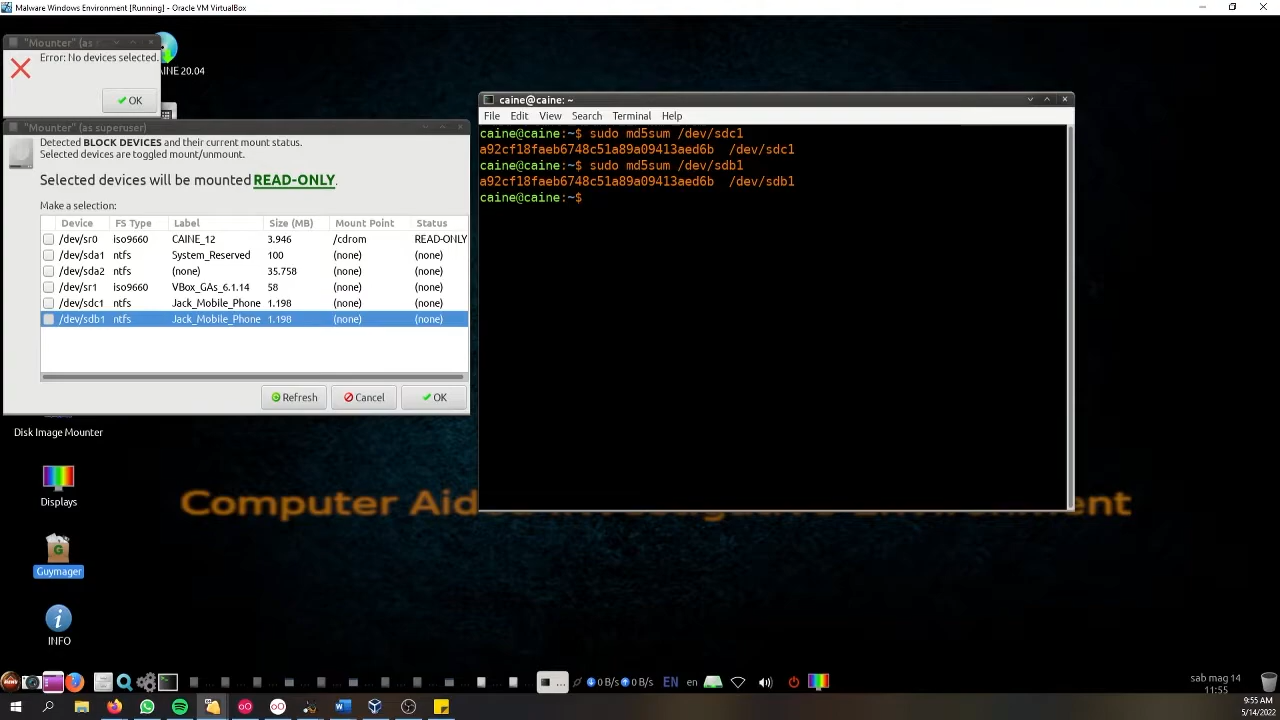 Malware Windows Environment [Running] - Oracle VM VirtualBox
"Mounter" (as
Error: No devices selected.
OK
AINE 20.04
"Mounter" (as superuser)
Detected BLOCK DEVICES and their current mount status.
Selected devices are toggled mount/unmount.
Selected devices will be mounted READ-ONLY.
Make a selection:
Device FS Type Label Size (MB) Mount Point Status
/dev/sr0 iso9660 CAINE_12 3.946 /cdrom READ-ONLY
/dev/sda1 ntfs System_Reserved 100 (none) (none)
/dev/sda2 ntfs (none) 35.758 (none) (none)
/dev/sr1 iso9660 VBox_GAs_6.1.14 58 (none) (none)
/dev/sdc1 ntfs Jack_Mobile_Phone 1.198 (none) (none)
/dev/sdb1 ntfs Jack_Mobile_Phone 1.198 (none) (none)
Refresh Cancel OK
caine@caine: ~
File Edit View Search Terminal Help
caine@caine:~$ sudo md5sum /dev/sdc1
a92cf18faeb6748c51a89a09413aed6b /dev/sdc1
caine@caine:~$ sudo md5sum /dev/sdb1
a92cf18faeb6748c51a89a09413aed6b /dev/sdb1
caine@caine:~$
Disk Image Mounter
Displays
Computer Aid
Guymager
INFO
... 0 B/s 0 B/s EN en
sab mag 14
11:55
9:55 AM
5/14/2022